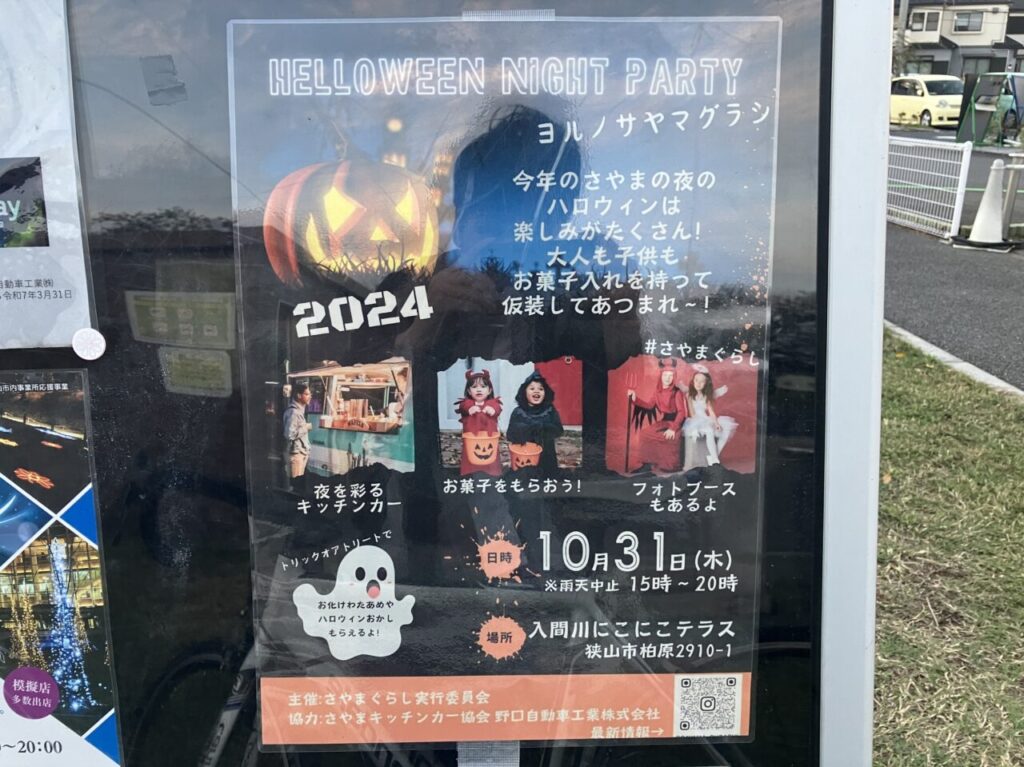 HELLOWEEN NIGHT PARTY
ヨルノサヤマグラシ
今年のさやまの夜の
ハロウィンは
楽しみがたくさん!
大人も子供も
お菓子入れを持って
仮装してあつまれ~!
2024
#さやまぐらし
夜を彩る
キッチンカー
お菓子をもらおう!
フォトブース
もあるよ
トリックオアトリートで
お化けわたあめや
ハロウィンおかし
もらえるよ!
日時
10月31日(木)
※雨天中止 15時~20時
場所
入間川にこにこテラス
狭山市柏原2910-1
主催:さやまぐらし実行委員会
協力:さやまキッチンカー協会 野口自動車工業株式会社
最新情報→
ay
自動車工業㈱
令和7年3月31日
市内事業所応援事業
模擬店
多数出店
~20:00